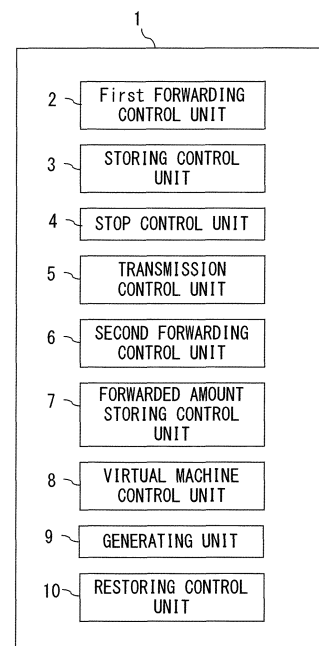 1
2 First FORWARDING
CONTROL UNIT
3 STORING CONTROL
UNIT
4 STOP CONTROL UNIT
5 TRANSMISSION
CONTROL UNIT
6 SECOND FORWARDING
CONTROL UNIT
7 FORWARDED AMOUNT
STORING CONTROL
UNIT
8 VIRTUAL MACHINE
CONTROL UNIT
9 GENERATING UNIT
10 RESTORING CONTROL
UNIT